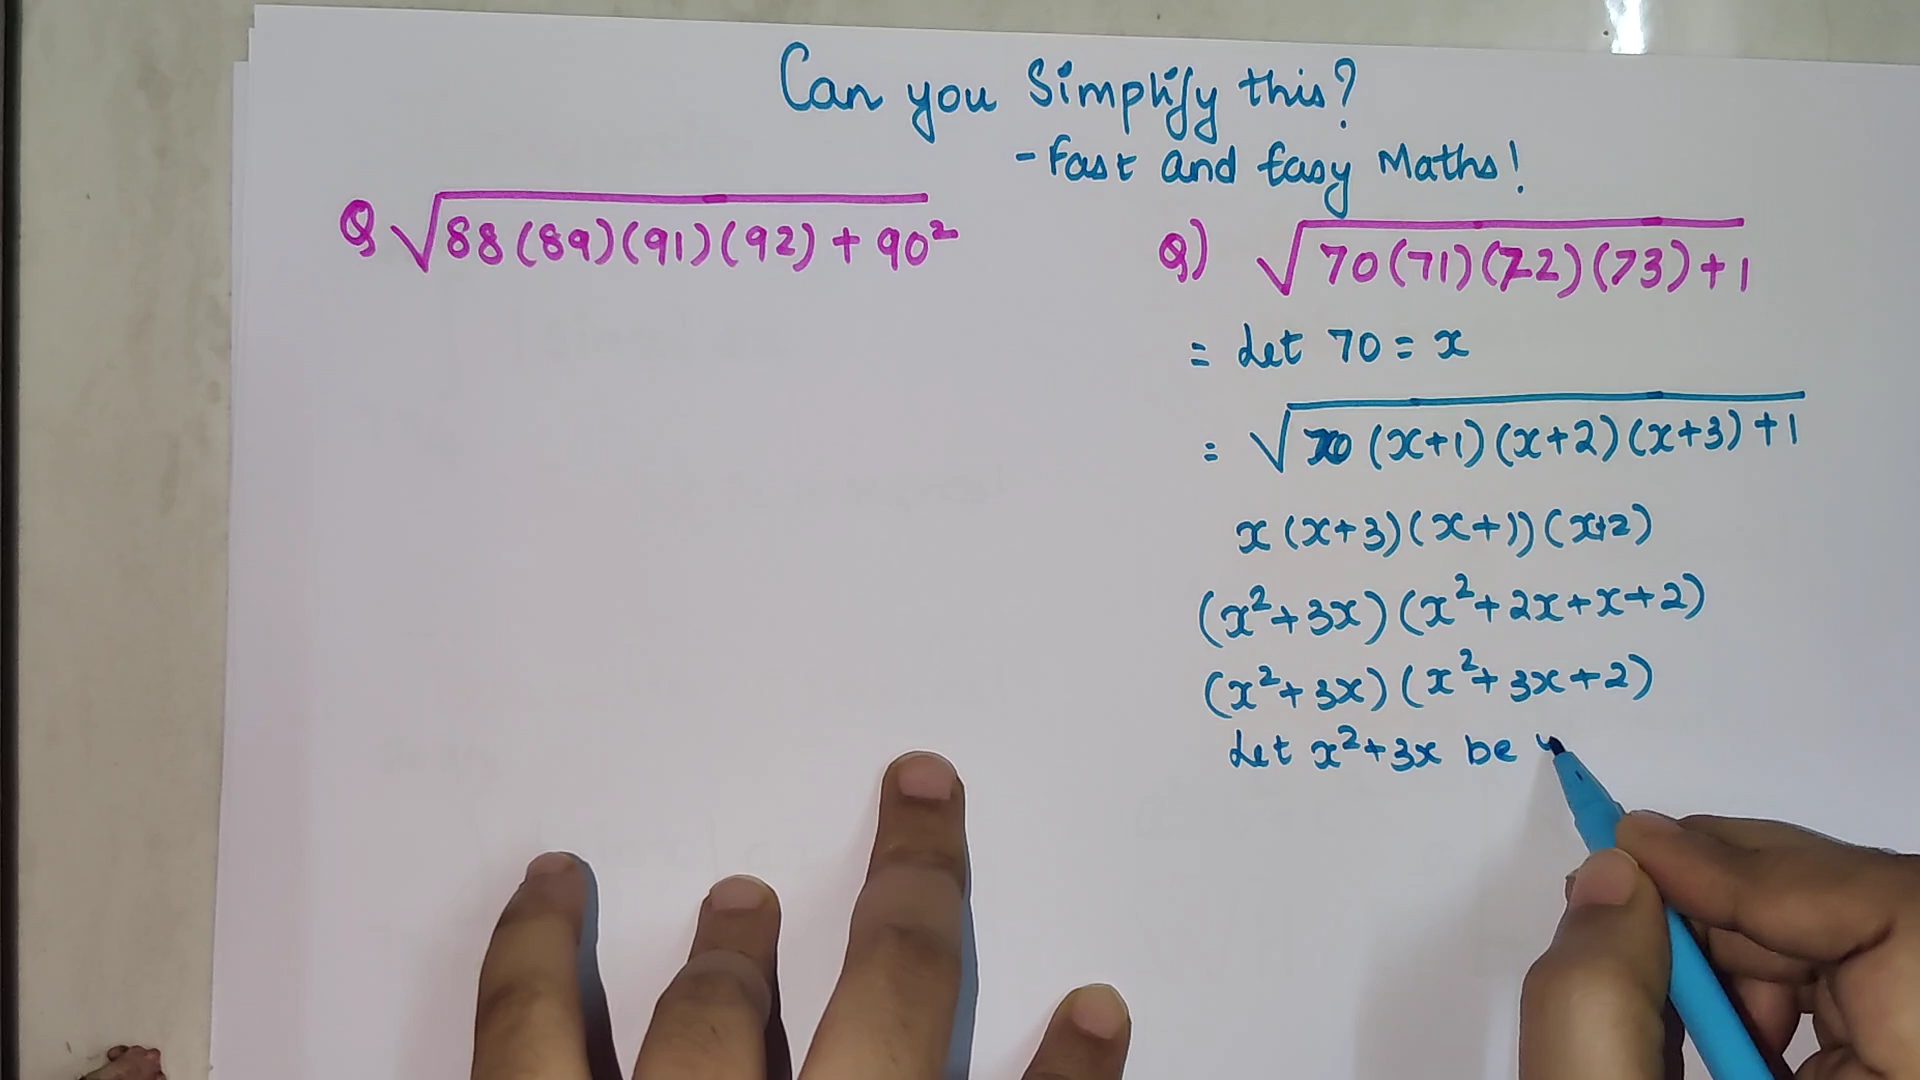 Can you Simplify this?
- Fast and Easy Maths!
Q √88(89)(91)(92) + 90²
Q) √70(71)(72)(73) + 1
= Let 70 = x
= √x(x+1)(x+2)(x+3) + 1
x(x+3)(x+1)(x+2)
(x²+3x)(x²+2x+x+2)
(x²+3x)(x²+3x+2)
Let x²+3x be